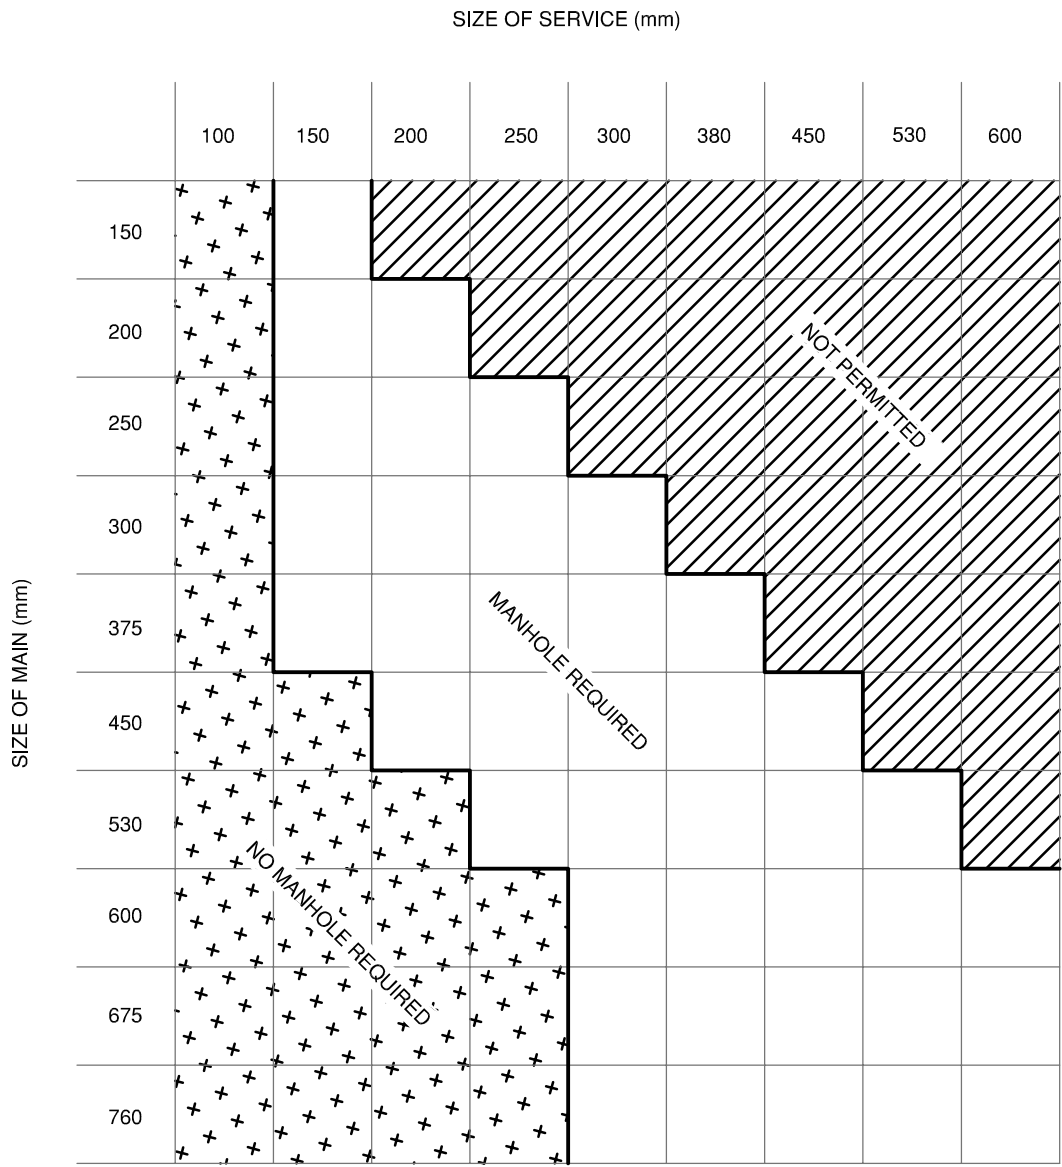 SIZE OF SERVICE (mm)
100 150 200 250 300 380 450 530 600
150
200
NOT PERMITTED
250
300
SIZE OF MAIN (mm)
375
MANHOLE REQUIRED
450
530
NO MANHOLE REQUIRED
600
675
760